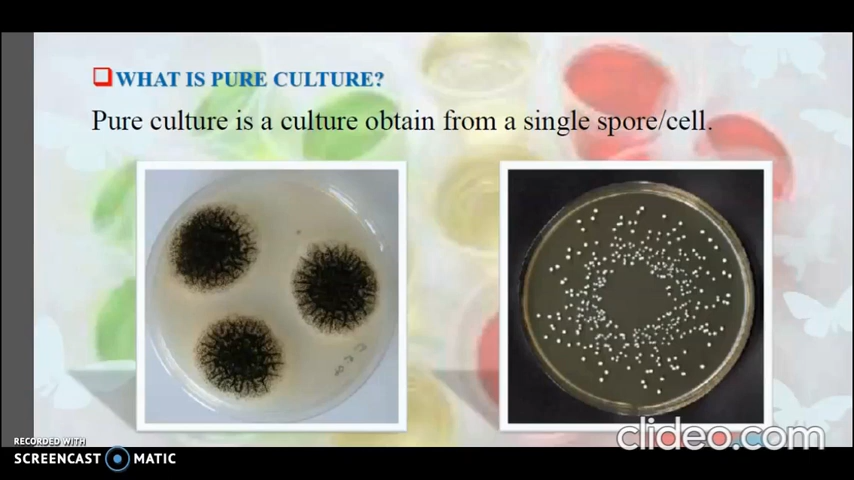 WHAT IS PURE CULTURE?
Pure culture is a culture obtain from a single spore/cell.
RECORDED WITH
SCREENCAST MATIC
clideo.com